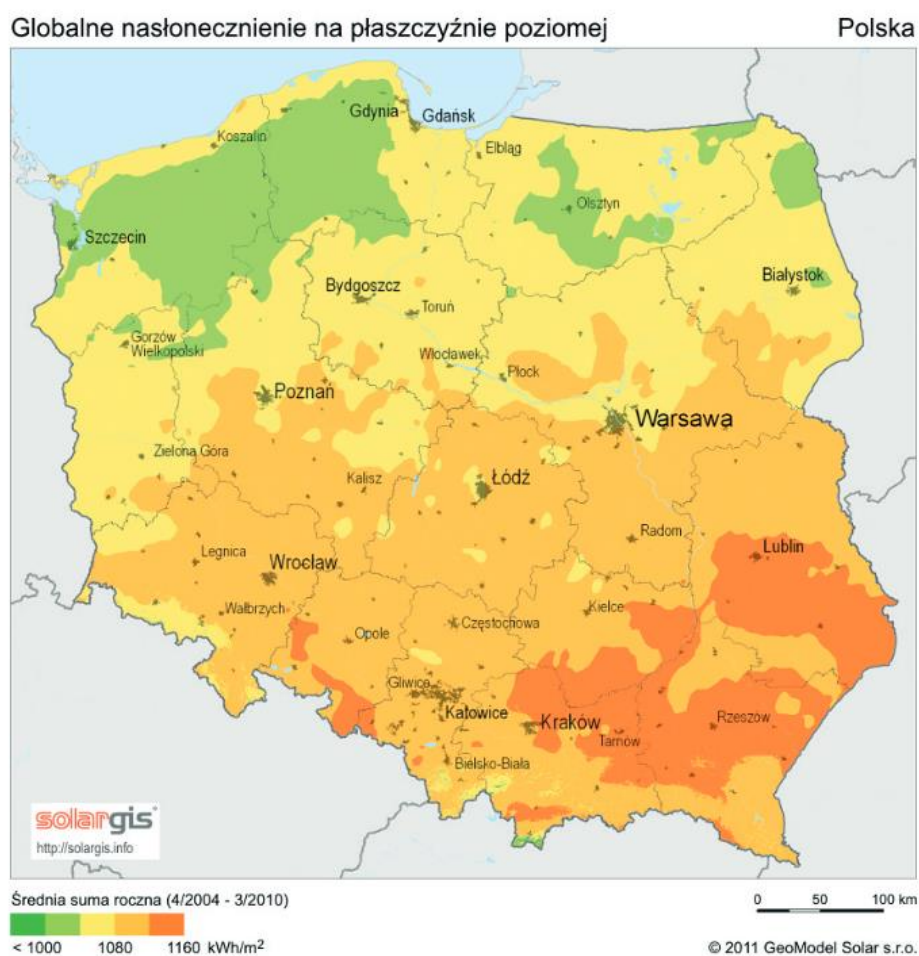 Globalne nasłonecznienie na płaszczyźnie poziomej
Polska
Gdynia
Gdańsk
Koszalin
Elbląg
Olsztyn
Szczecin
Białystok
Bydgoszcz
Toruń
Gorzów
Wielkopolski
Włocławek
Płock
Poznań
Warsawa
Zielona Góra
Kalisz
Łódź
Radom
Legnica
Wrocław
Lublin
Wałbrzych
Opole
Częstochowa
Kielce
Gliwice
Katowice
Kraków
Tarnów
Rzeszów
Bielsko-Biała
solargis
http://solargis.info
Średnia suma roczna (4/2004 - 3/2010)
< 1000 1080 1160 kWh/m²
0 50 100 km
© 2011 GeoModel Solar s.r.o.